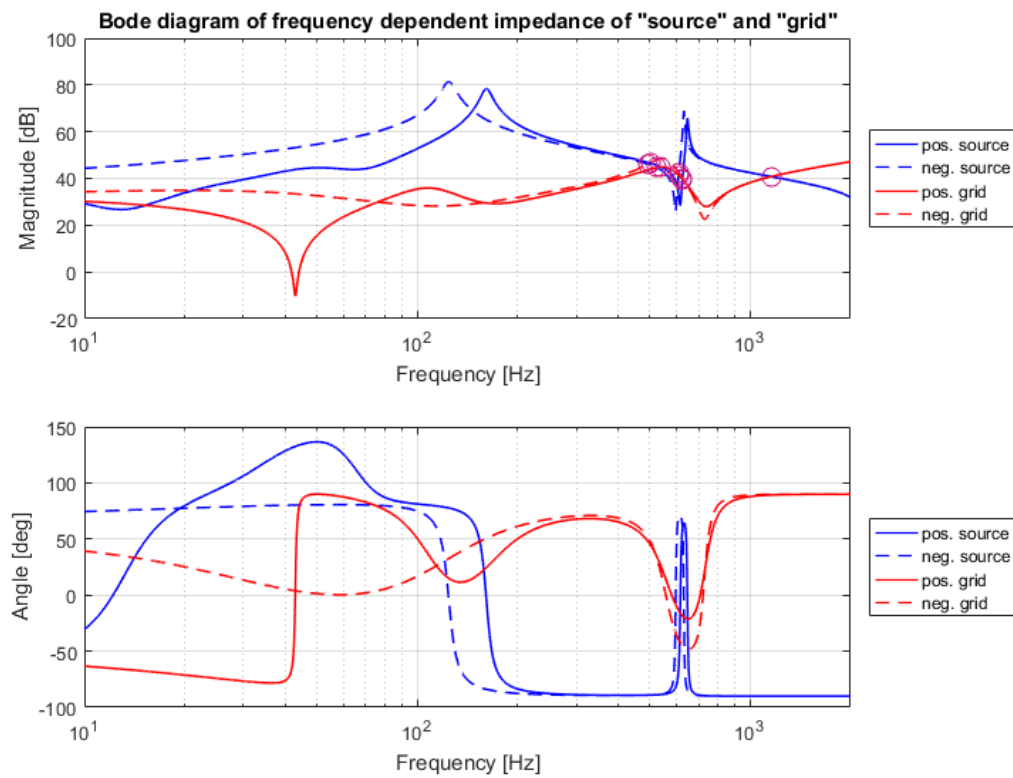 Bode diagram of frequency dependent impedance of "source" and "grid"
100
80
60
40
20
0
-20
Magnitude [dB]
10^1
10^2
10^3
Frequency [Hz]
pos. source
neg. source
pos. grid
neg. grid
150
100
50
0
-50
-100
Angle [deg]
10^1
10^2
10^3
Frequency [Hz]
pos. source
neg. source
pos. grid
neg. grid